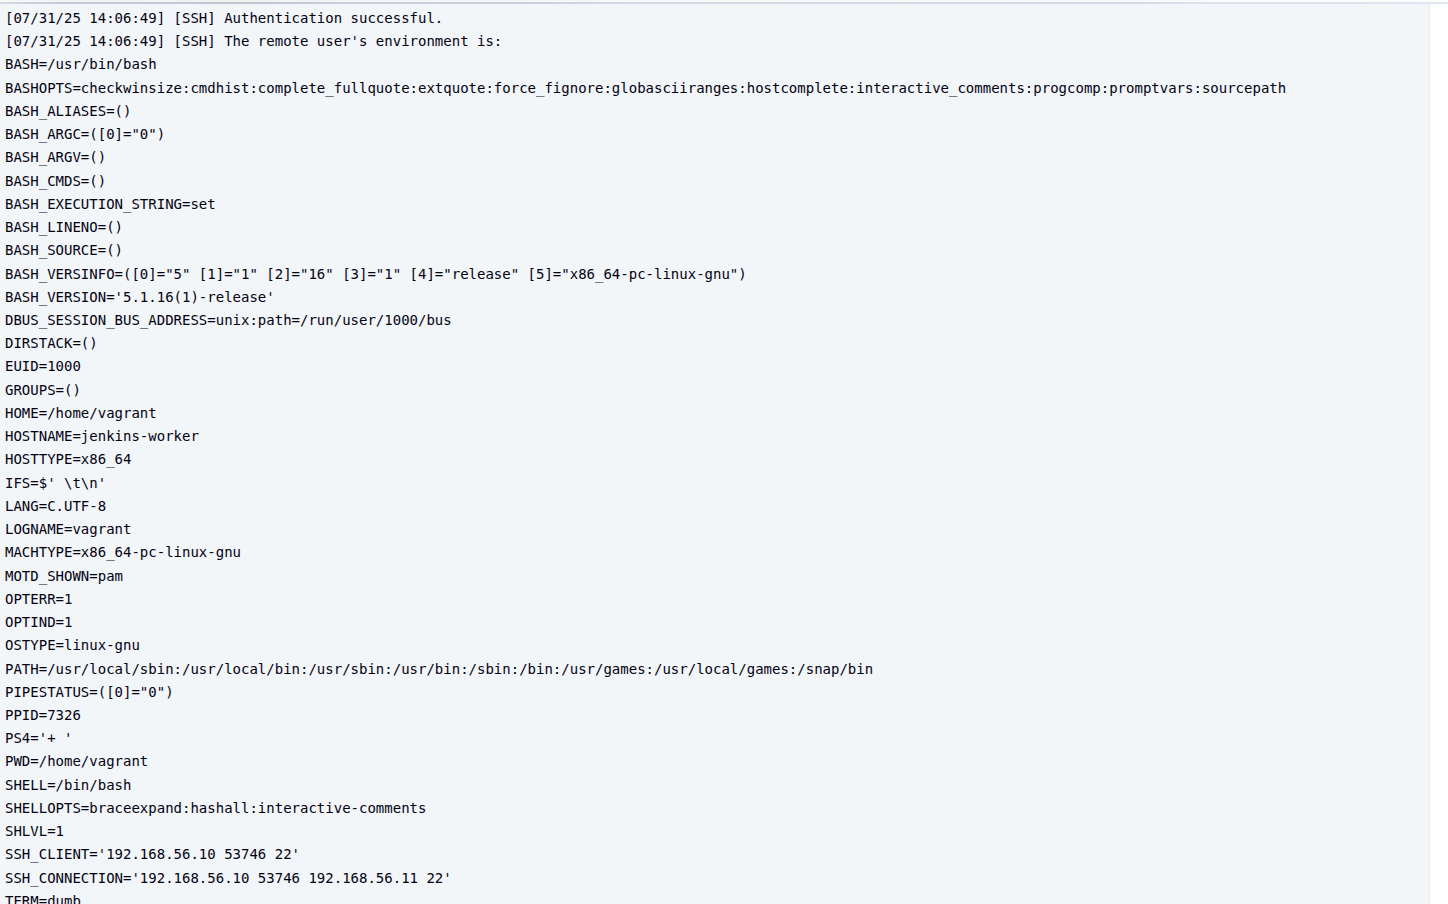 [07/31/25 14:06:49] [SSH] Authentication successful.
[07/31/25 14:06:49] [SSH] The remote user's environment is:
BASH=/usr/bin/bash
BASHOPTS=checkwinsize:cmdhist:complete_fullquote:extquote:force_fignore:globasciiranges:hostcomplete:interactive_comments:progcomp:promptvars:sourcepath
BASH_ALIASES=()
BASH_ARGC=([0]="0")
BASH_ARGV=()
BASH_CMDS=()
BASH_EXECUTION_STRING=set
BASH_LINENO=()
BASH_SOURCE=()
BASH_VERSINFO=([0]="5" [1]="1" [2]="16" [3]="1" [4]="release" [5]="x86_64-pc-linux-gnu")
BASH_VERSION='5.1.16(1)-release'
DBUS_SESSION_BUS_ADDRESS=unix:path=/run/user/1000/bus
DIRSTACK=()
EUID=1000
GROUPS=()
HOME=/home/vagrant
HOSTNAME=jenkins-worker
HOSTTYPE=x86_64
IFS=$' \t\n'
LANG=C.UTF-8
LOGNAME=vagrant
MACHTYPE=x86_64-pc-linux-gnu
MOTD_SHOWN=pam
OPTERR=1
OPTIND=1
OSTYPE=linux-gnu
PATH=/usr/local/sbin:/usr/local/bin:/usr/sbin:/usr/bin:/sbin:/bin:/usr/games:/usr/local/games:/snap/bin
PIPESTATUS=([0]="0")
PPID=7326
PS4='+ '
PWD=/home/vagrant
SHELL=/bin/bash
SHELLOPTS=braceexpand:hashall:interactive-comments
SHLVL=1
SSH_CLIENT='192.168.56.10 53746 22'
SSH_CONNECTION='192.168.56.10 53746 192.168.56.11 22'
TERM=dumb